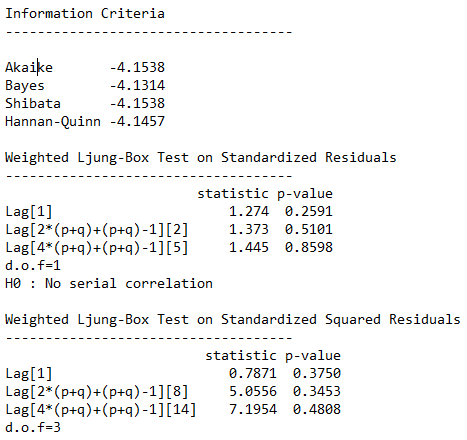 Information Criteria
------------------------------------
Akaike       -4.1538
Bayes        -4.1314
Shibata      -4.1538
Hannan-Quinn -4.1457
Weighted Ljung-Box Test on Standardized Residuals
------------------------------------
                        statistic p-value
Lag[1]                      1.274  0.2591
Lag[2*(p+q)+(p+q)-1][2]     1.373  0.5101
Lag[4*(p+q)+(p+q)-1][5]     1.445  0.8598
d.o.f=1
H0 : No serial correlation
Weighted Ljung-Box Test on Standardized Squared Residuals
------------------------------------
                         statistic p-value
Lag[1]                      0.7871  0.3750
Lag[2*(p+q)+(p+q)-1][8]     5.0556  0.3453
Lag[4*(p+q)+(p+q)-1][14]    7.1954  0.4808
d.o.f=3